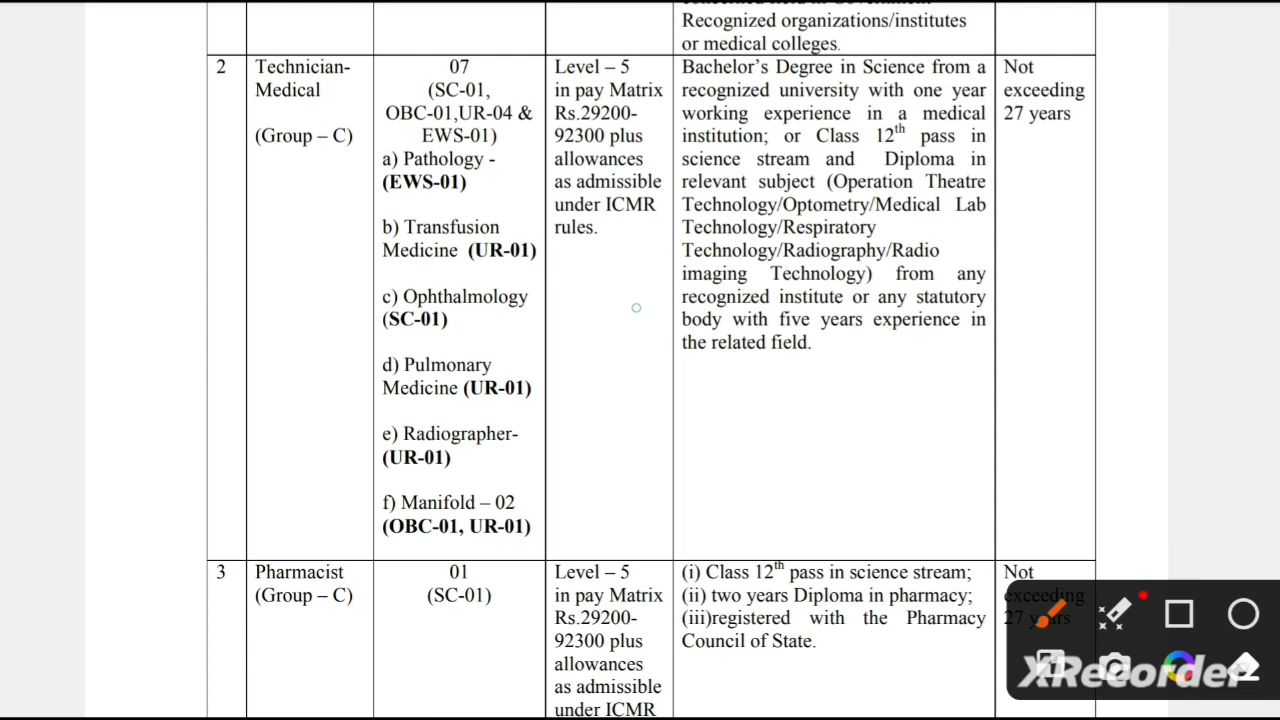 concerned field in Government
Recognized organizations/institutes
or medical colleges.
2
Technician-
Medical
(Group – C)
07
(SC-01,
OBC-01,UR-04 &
EWS-01)
a) Pathology -
(EWS-01)
b) Transfusion
Medicine (UR-01)
c) Ophthalmology
(SC-01)
d) Pulmonary
Medicine (UR-01)
e) Radiographer-
(UR-01)
f) Manifold – 02
(OBC-01, UR-01)
Level – 5
in pay Matrix
Rs.29200-
92300 plus
allowances
as admissible
under ICMR
rules.
Bachelor’s Degree in Science from a
recognized university with one year
working experience in a medical
institution; or Class 12th pass in
science stream and Diploma in
relevant subject (Operation Theatre
Technology/Optometry/Medical Lab
Technology/Respiratory
Technology/Radiography/Radio
imaging Technology) from any
recognized institute or any statutory
body with five years experience in
the related field.
Not
exceeding
27 years
3
Pharmacist
(Group – C)
01
(SC-01)
Level – 5
in pay Matrix
Rs.29200-
92300 plus
allowances
as admissible
under ICMR
(i) Class 12th pass in science stream;
(ii) two years Diploma in pharmacy;
(iii)registered with the Pharmacy
Council of State.
Not
exceeding
27 years
XRecorder